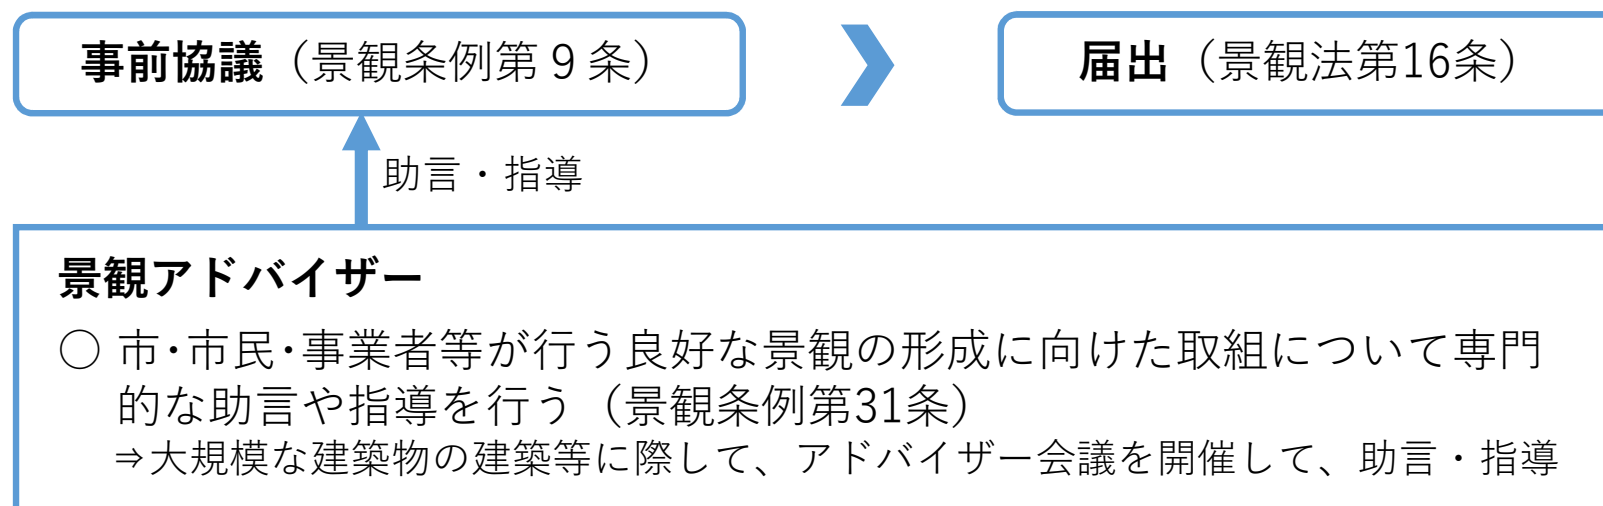 事前協議（景観条例第９条）
届出（景観法第16条）
助言・指導
景観アドバイザー
○ 市･市民･事業者等が行う良好な景観の形成に向けた取組について専門
的な助言や指導を行う（景観条例第31条）
⇒大規模な建築物の建築等に際して、アドバイザー会議を開催して、助言・指導